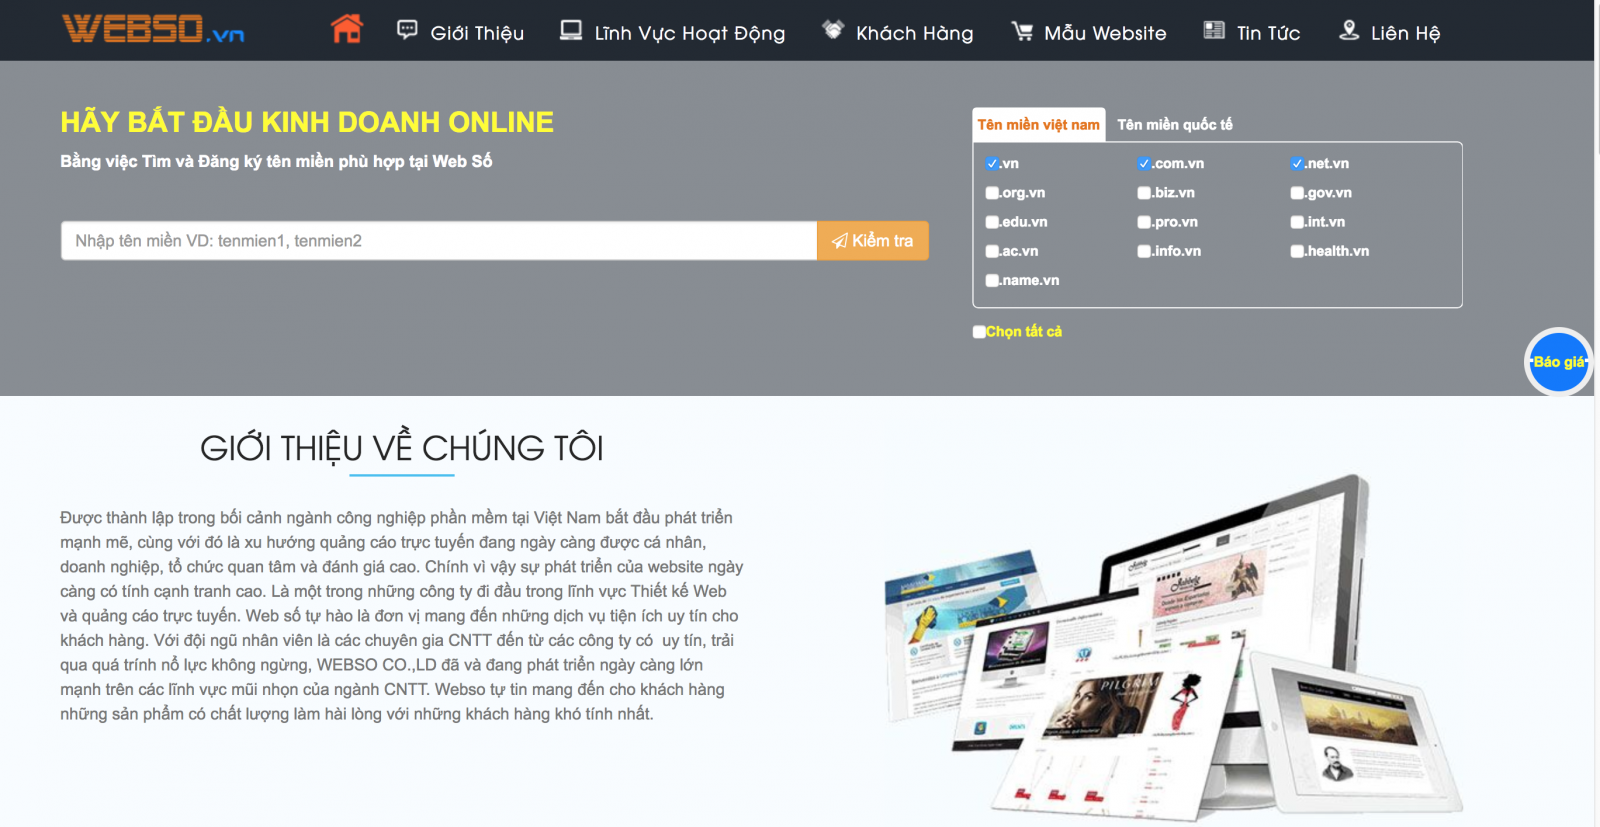 WEBSO.vn
Giới Thiệu
Lĩnh Vực Hoạt Động
Khách Hàng
Mẫu Website
Tin Tức
Liên Hệ
HÃY BẮT ĐẦU KINH DOANH ONLINE
Bằng việc Tìm và Đăng ký tên miền phù hợp tại Web Số
Nhập tên miền VD: tenmien1, tenmien2
Kiểm tra
Tên miền việt nam
Tên miền quốc tế
.vn
.com.vn
.net.vn
.org.vn
.biz.vn
.gov.vn
.edu.vn
.pro.vn
.int.vn
.ac.vn
.info.vn
.health.vn
.name.vn
Chọn tất cả
Báo giá
GIỚI THIỆU VỀ CHÚNG TÔI
Được thành lập trong bối cảnh ngành công nghiệp phần mềm tại Việt Nam bắt đầu phát triển
mạnh mẽ, cùng với đó là xu hướng quảng cáo trực tuyến đang ngày càng được cá nhân,
doanh nghiệp, tổ chức quan tâm và đánh giá cao. Chính vì vậy sự phát triển của website ngày
càng có tính cạnh tranh cao. Là một trong những công ty đi đầu trong lĩnh vực Thiết kế Web
và quảng cáo trực tuyến. Web số tự hào là đơn vị mang đến những dịch vụ tiện ích uy tín cho
khách hàng. Với đội ngũ nhân viên là các chuyên gia CNTT đến từ các công ty có  uy tín, trải
qua quá trính nổ lực không ngừng, WEBSO CO.,LD đã và đang phát triển ngày càng lớn
mạnh trên các lĩnh vực mũi nhọn của ngành CNTT. Webso tự tin mang đến cho khách hàng
những sản phẩm có chất lượng làm hài lòng với những khách hàng khó tính nhất.
PILGRIM